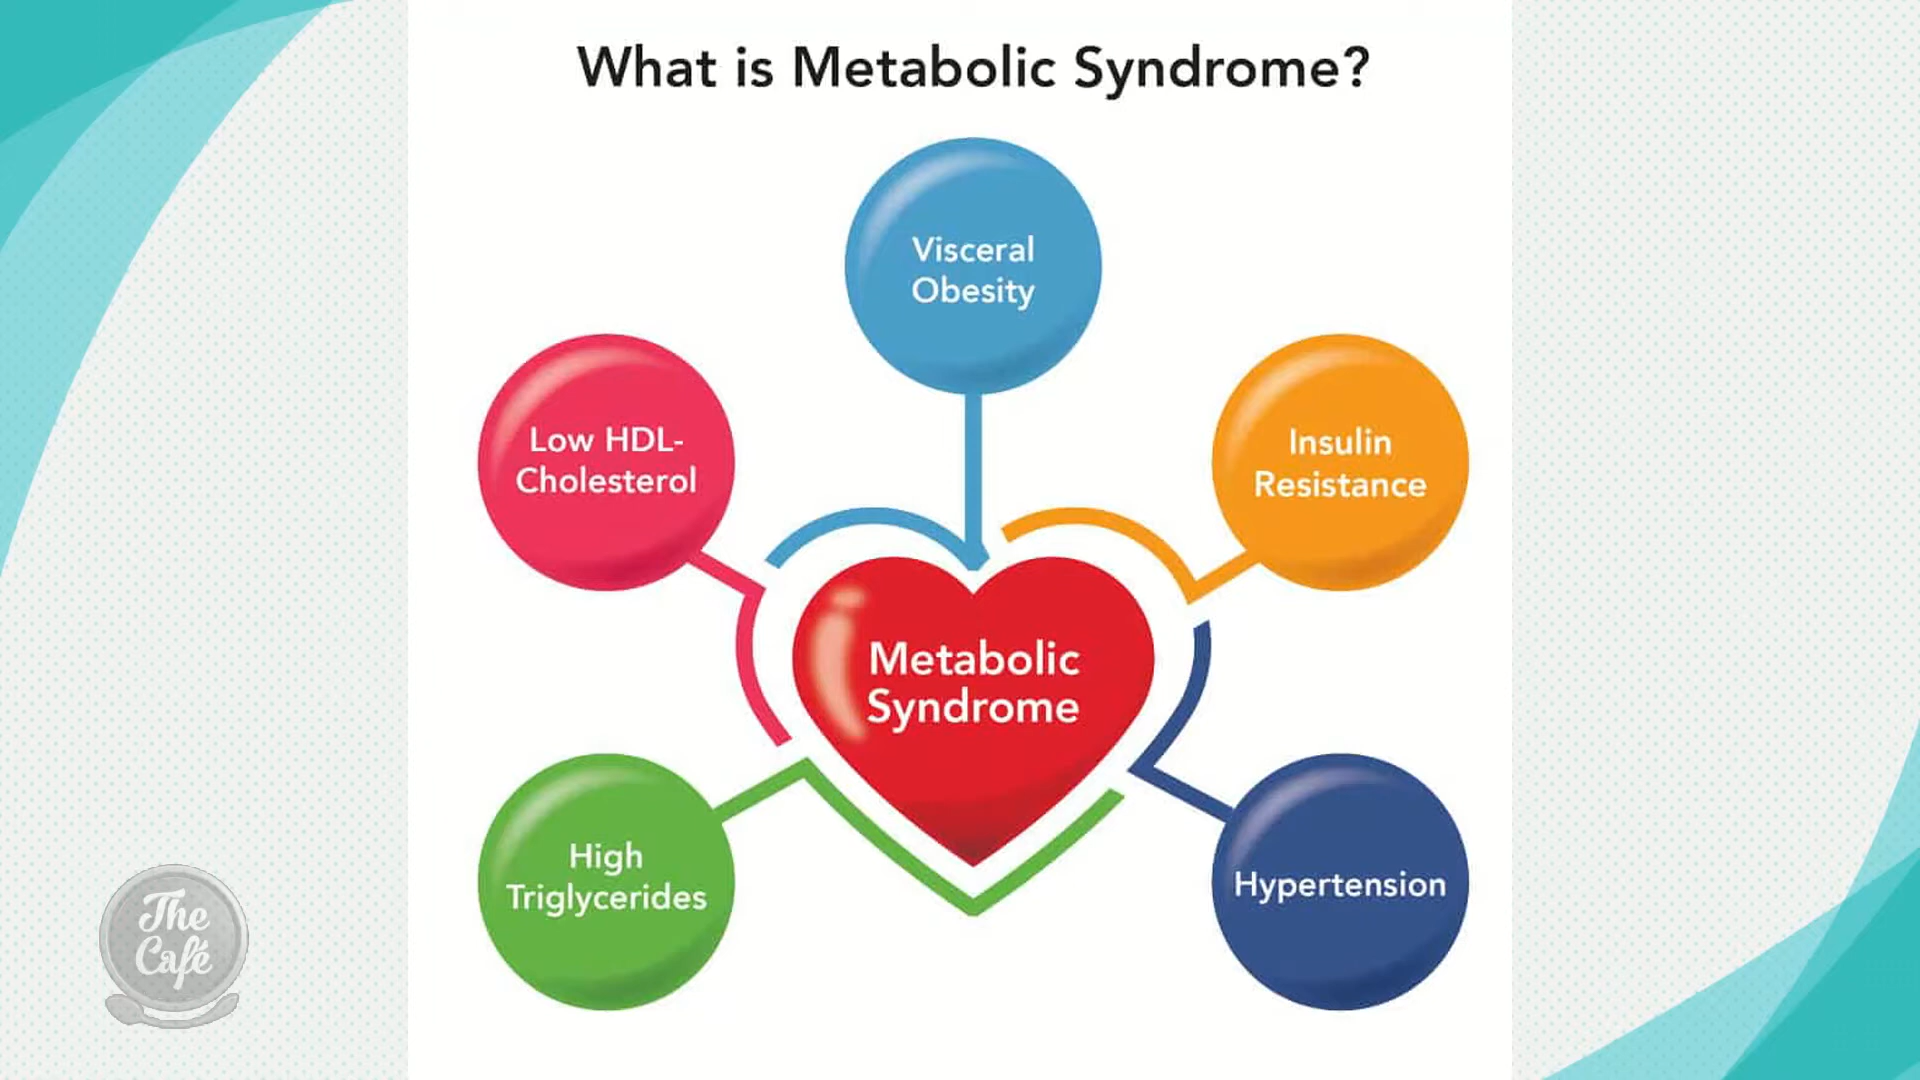 What is Metabolic Syndrome?
Visceral
Obesity
Low HDL-
Cholesterol
Insulin
Resistance
Metabolic
Syndrome
High
Triglycerides
Hypertension
The
Café